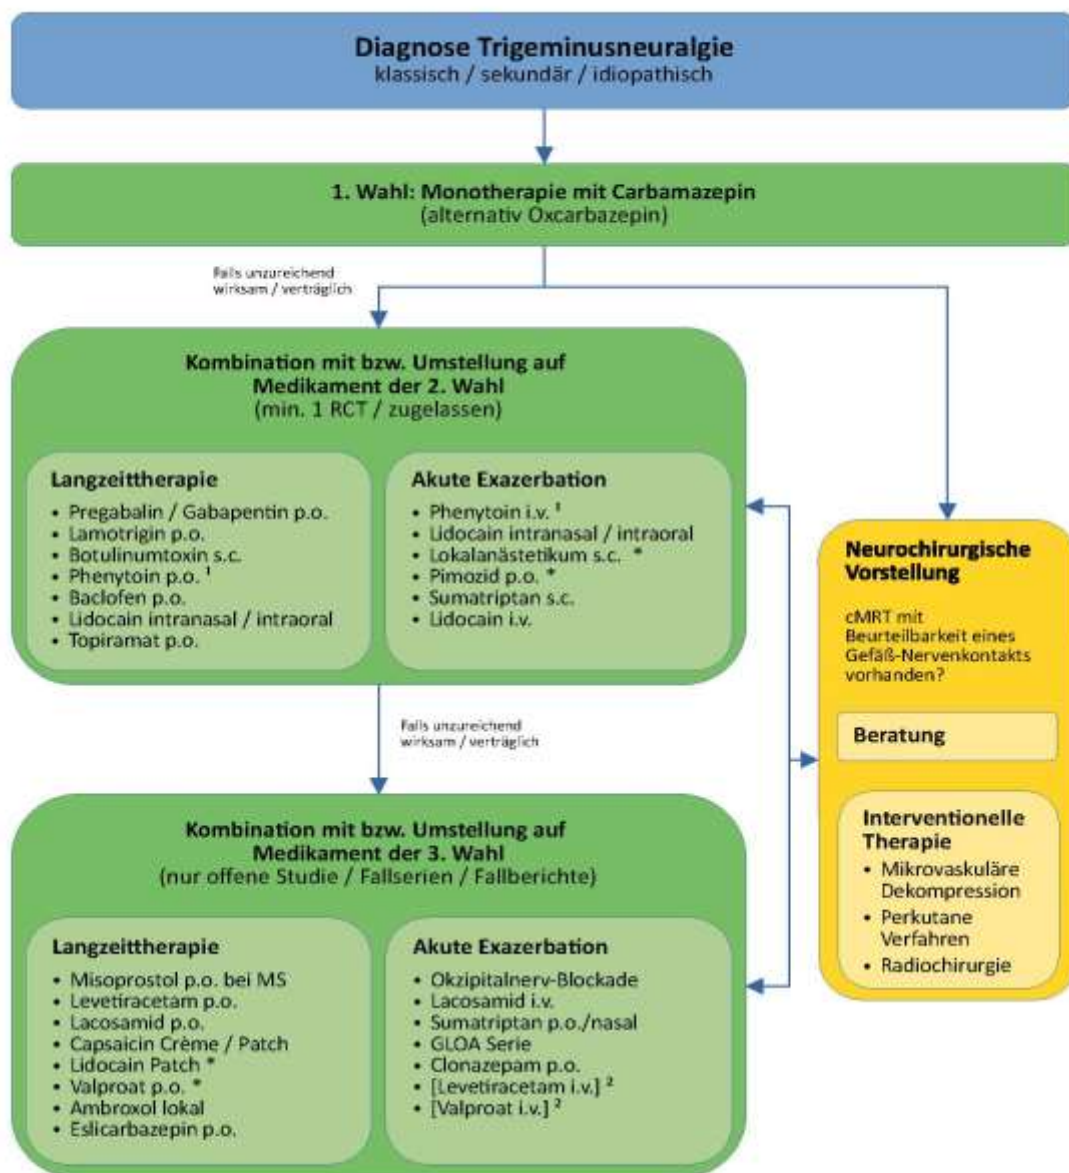 Diagnose Trigeminusneuralgie
klassisch / sekundär / idiopathisch
1. Wahl: Monotherapie mit Carbamazepin
(alternativ Oxcarbazepin)
Falls unzureichend
wirksam / verträglich
Kombination mit bzw. Umstellung auf
Medikament der 2. Wahl
(min. 1 RCT / zugelassen)
Langzeittherapie
• Pregabalin / Gabapentin p.o.
• Lamotrigin p.o.
• Botulinumtoxin s.c.
• Phenytoin p.o. ¹
• Baclofen p.o.
• Lidocain intranasal / intraoral
• Topiramat p.o.
Akute Exazerbation
• Phenytoin i.v. ¹
• Lidocain intranasal / intraoral
• Lokalanästetikum s.c. *
• Pimozid p.o. *
• Sumatriptan s.c.
• Lidocain i.v.
Falls unzureichend
wirksam / verträglich
Kombination mit bzw. Umstellung auf
Medikament der 3. Wahl
(nur offene Studie / Fallserien / Fallberichte)
Langzeittherapie
• Misoprostol p.o. bei MS
• Levetiracetam p.o.
• Lacosamid p.o.
• Capsaicin Crème / Patch
• Lidocain Patch *
• Valproat p.o. *
• Ambroxol lokal
• Eslicarbazepin p.o.
Akute Exazerbation
• Okzipitalnerv-Blockade
• Lacosamid i.v.
• Sumatriptan p.o./nasal
• GLOA Serie
• Clonazepam p.o.
• [Levetiracetam i.v.] ²
• [Valproat i.v.] ²
Neurochirurgische
Vorstellung
cMRT mit
Beurteilbarkeit eines
Gefäß-Nervenkontakts
vorhanden?
Beratung
Interventionelle
Therapie
• Mikrovaskuläre
Dekompression
• Perkutane
Verfahren
• Radiochirurgie